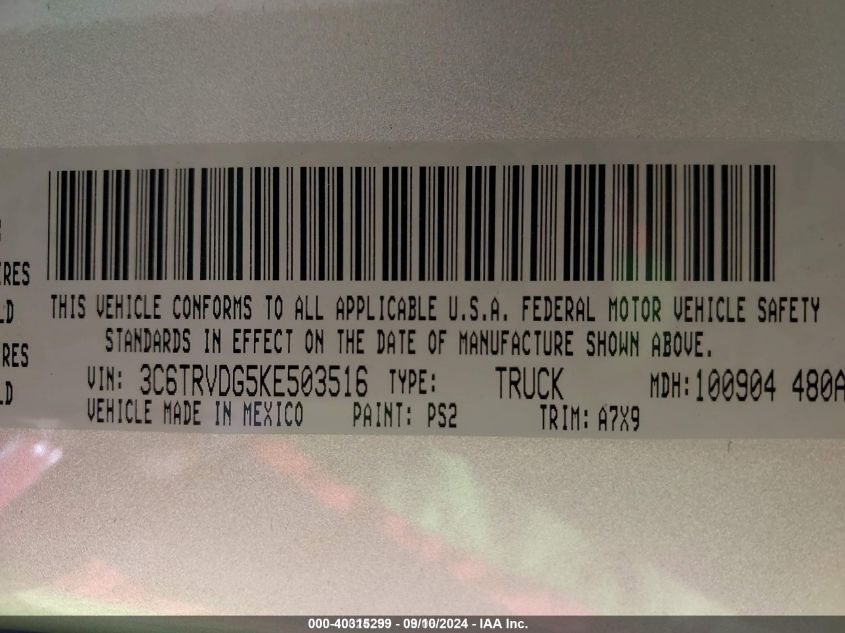 THIS VEHICLE CONFORMS TO ALL APPLICABLE U.S.A. FEDERAL MOTOR VEHICLE SAFETY
STANDARDS IN EFFECT ON THE DATE OF MANUFACTURE SHOWN ABOVE.
VIN: 3C6TRVDG5KE503516 TYPE: TRUCK MDH: 100904 480A
VEHICLE MADE IN MEXICO PAINT: PS2 TRIM: A7X9
IRES
LD
IRES
LD
000-40315299 - 09/10/2024 - IAA Inc.